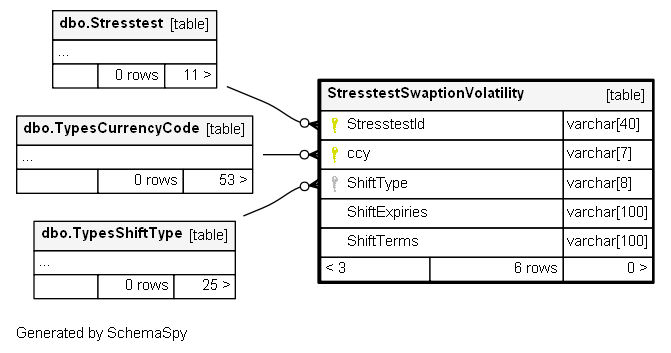 dbo.Stresstest [table]
...
0 rows 11 >
dbo.TypesCurrencyCode [table]
...
0 rows 53 >
dbo.TypesShiftType [table]
...
0 rows 25 >
StresstestSwaptionVolatility [table]
StresstestId varchar[40]
ccy varchar[7]
ShiftType varchar[8]
ShiftExpiries varchar[100]
ShiftTerms varchar[100]
< 3 6 rows 0 >
Generated by SchemaSpy